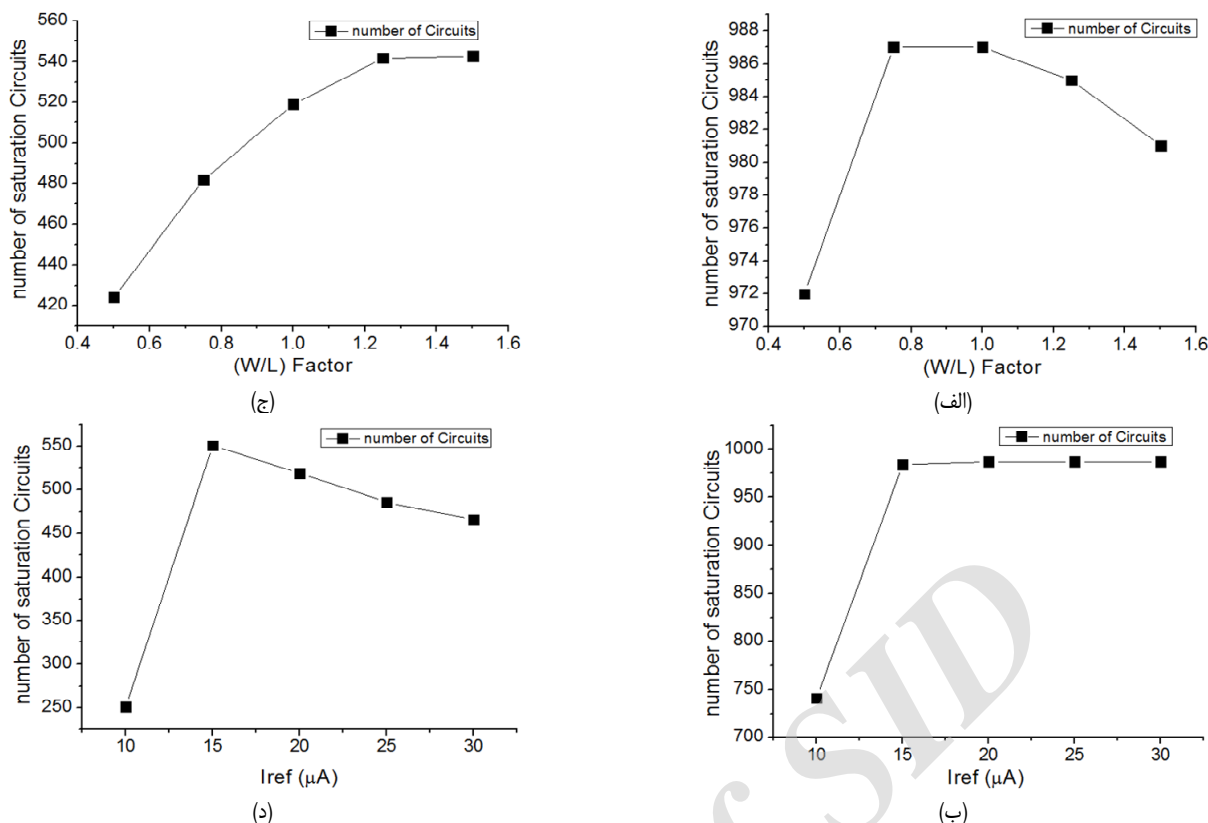 number of Circuits
number of saturation Circuits
560
540
520
500
480
460
440
420
0.4 0.6 0.8 1.0 1.2 1.4 1.6
(W/L) Factor
(ج)
number of Circuits
number of saturation Circuits
988
986
984
982
980
978
976
974
972
970
0.4 0.6 0.8 1.0 1.2 1.4 1.6
(W/L) Factor
(الف)
number of Circuits
number of saturation Circuits
550
500
450
400
350
300
250
10 15 20 25 30
Iref (μA)
(د)
number of Circuits
number of saturation Circuits
1000
950
900
850
800
750
700
10 15 20 25 30
Iref (μA)
(ب)
f SID